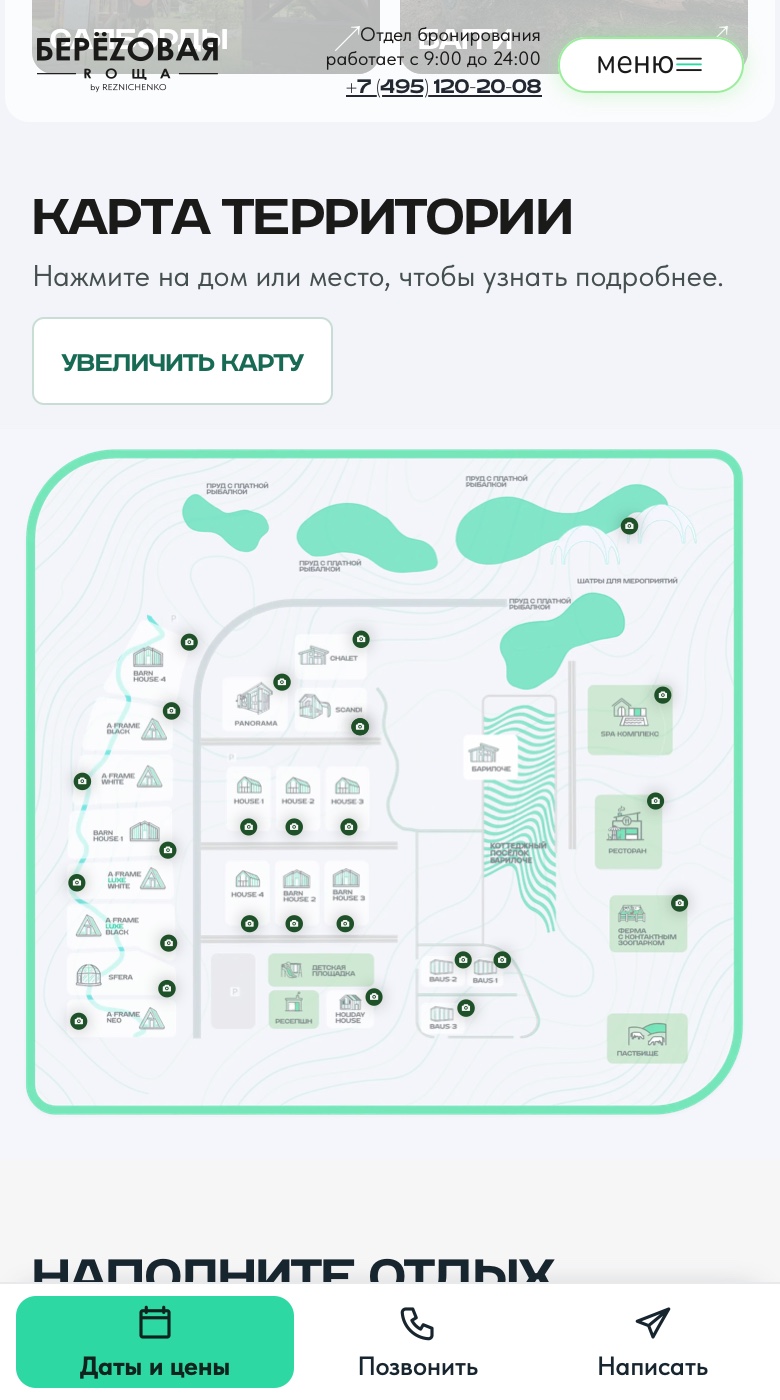 БЕРЁZОВАЯ
RОЩА
by REZNICHENKO
Отдел бронирования
работает с 9:00 до 24:00
+7 (495) 120-20-08
меню
КАРТА ТЕРРИТОРИИ
Нажмите на дом или место, чтобы узнать подробнее.
УВЕЛИЧИТЬ КАРТУ
ПРУД С ПЛАТНОЙ
РЫБАЛКОЙ
ПРУД С ПЛАТНОЙ
РЫБАЛКОЙ
ПРУД С ПЛАТНОЙ
РЫБАЛКОЙ
ШАТРЫ ДЛЯ МЕРОПРИЯТИЙ
ПРУД С ПЛАТНОЙ
РЫБАЛКОЙ
P
BARN
HOUSE 4
CHALET
PANORAMA
SCANDI
A FRAME
BLACK
SPA КОМПЛЕКС
P
БАРИЛОЧЕ
A FRAME
WHITE
HOUSE 1
HOUSE 2
HOUSE 3
BARN
HOUSE 1
КОТТЕДЖНЫЙ
ПОСЕЛОК
БАРИЛОЧЕ
РЕСТОРАН
A FRAME
LUXE
WHITE
HOUSE 4
BARN
HOUSE 2
BARN
HOUSE 3
A FRAME
LUXE
BLACK
ФЕРМА
С КОНТАКТНЫМ
ЗООПАРКОМ
SFERA
ДЕТСКАЯ
ПЛОЩАДКА
BAUS 2
BAUS 1
P
A FRAME
NEO
РЕСЕПШН
HOLIDAY
HOUSE
BAUS 3
ПАСТБИЩЕ
НАПОЛНИТЕ ОТДЫХ
Даты и цены
Позвонить
Написать